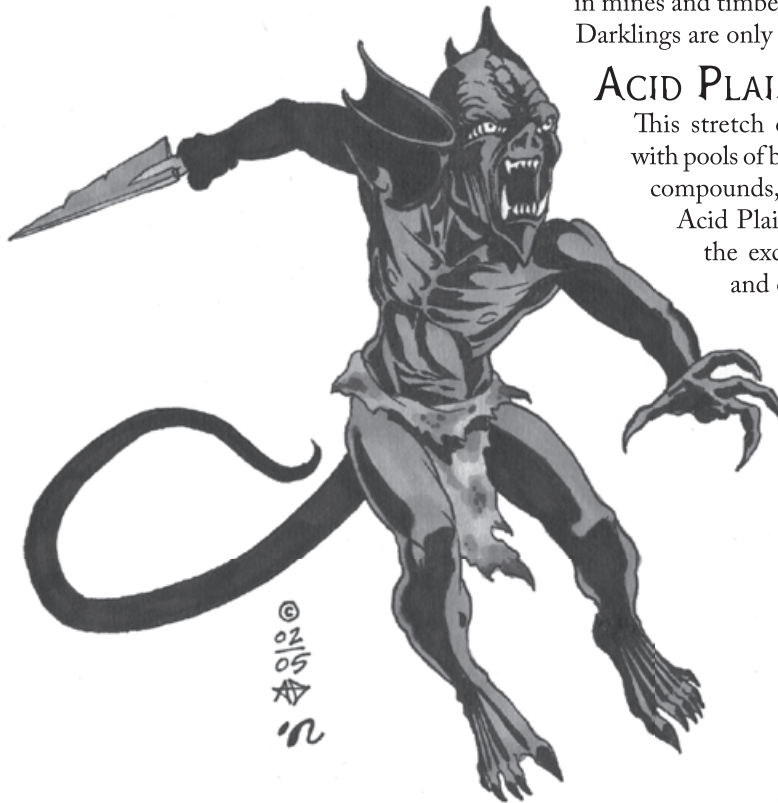 in mines and timbe
Darklings are only
ACID PLAI
This stretch
with pools of b
compounds,
Acid Plai
the exc
and
©
02
05